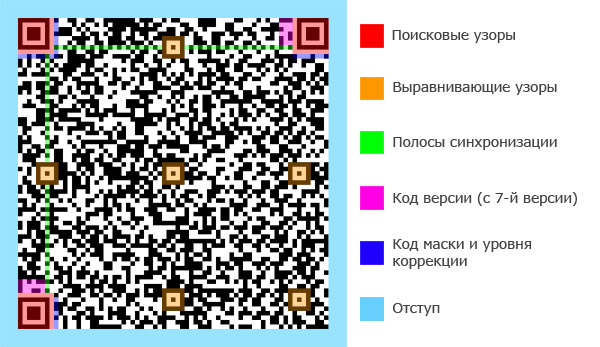 Поисковые узоры
Выравнивающие узоры
Полосы синхронизации
Код версии (с 7-й версии)
Код маски и уровня
коррекции
Отступ